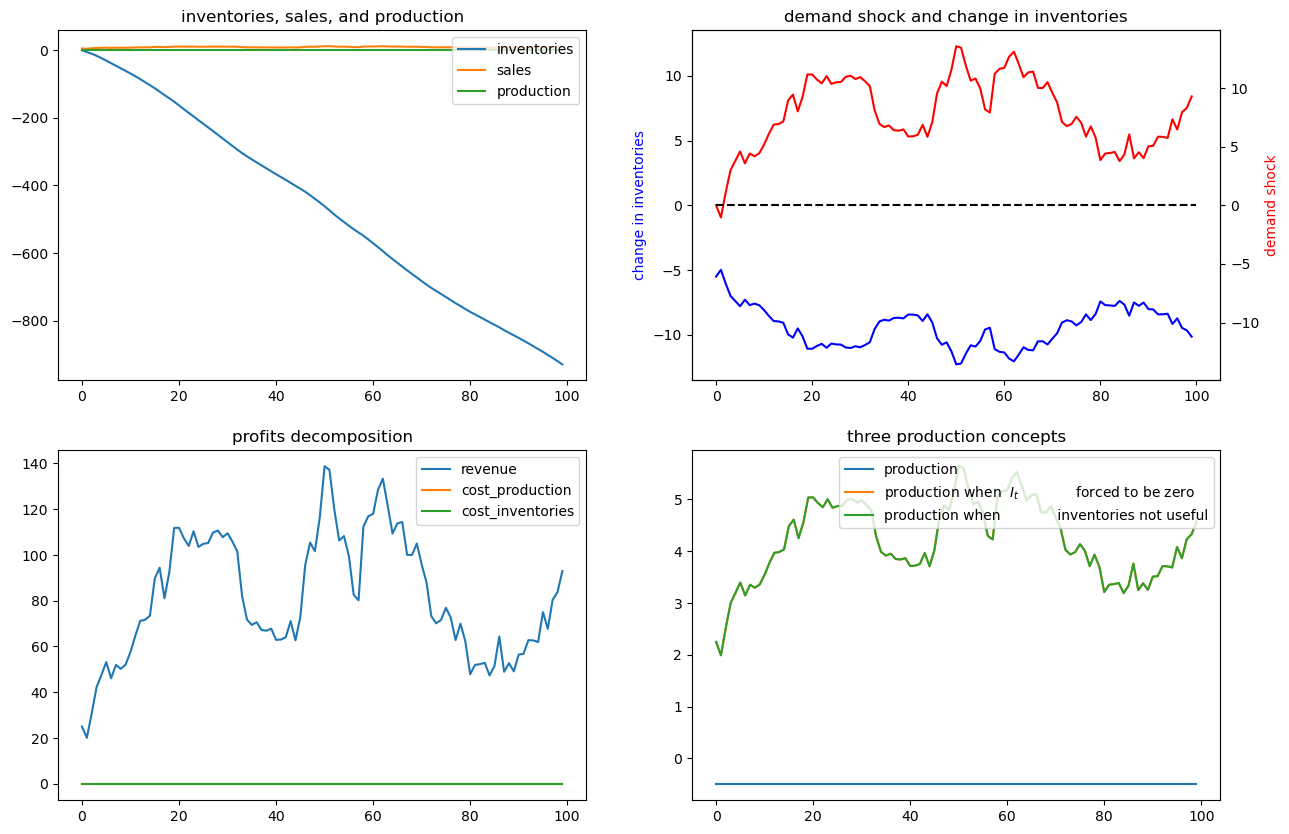 inventories, sales, and production
0
−200
−400
−600
−800
0 20 40 60 80 100
inventories
sales
production
demand shock and change in inventories
change in inventories
10
5
0
−5
−10
0 20 40 60 80 100
10
5
0
−5
−10
demand shock
profits decomposition
140
120
100
80
60
40
20
0
0 20 40 60 80 100
revenue
cost_production
cost_inventories
three production concepts
5
4
3
2
1
0
0 20 40 60 80 100
production
production when I_t forced to be zero
production when inventories not useful